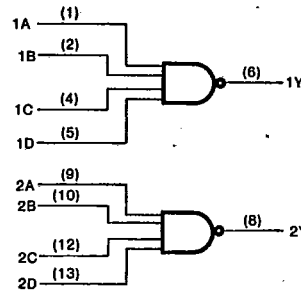 1A (1)
1B (2)
(6) 1Y
1C (4)
1D (5)
2A (9)
2B (10)
(8) 2Y
2C (12)
2D (13)